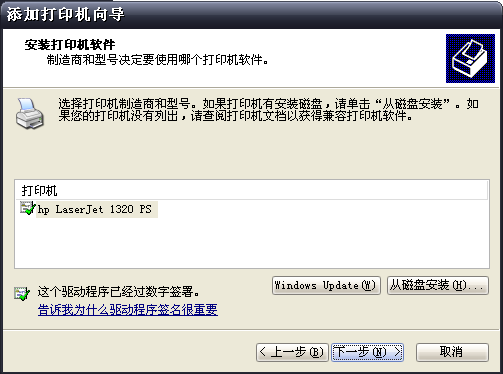 添加打印机向导
安装打印机软件
制造商和型号决定要使用哪个打印机软件。
选择打印机制造商和型号。如果打印机有安装磁盘，请单击“从磁盘安装”。如
果您的打印机没有列出，请查阅打印机文档以获得兼容打印机软件。
打印机
hp LaserJet 1320 PS
这个驱动程序已经过数字签署。
告诉我为什么驱动程序签名很重要
Windows Update(W)
从磁盘安装(H)...
< 上一步(B)
下一步(N) >
取消